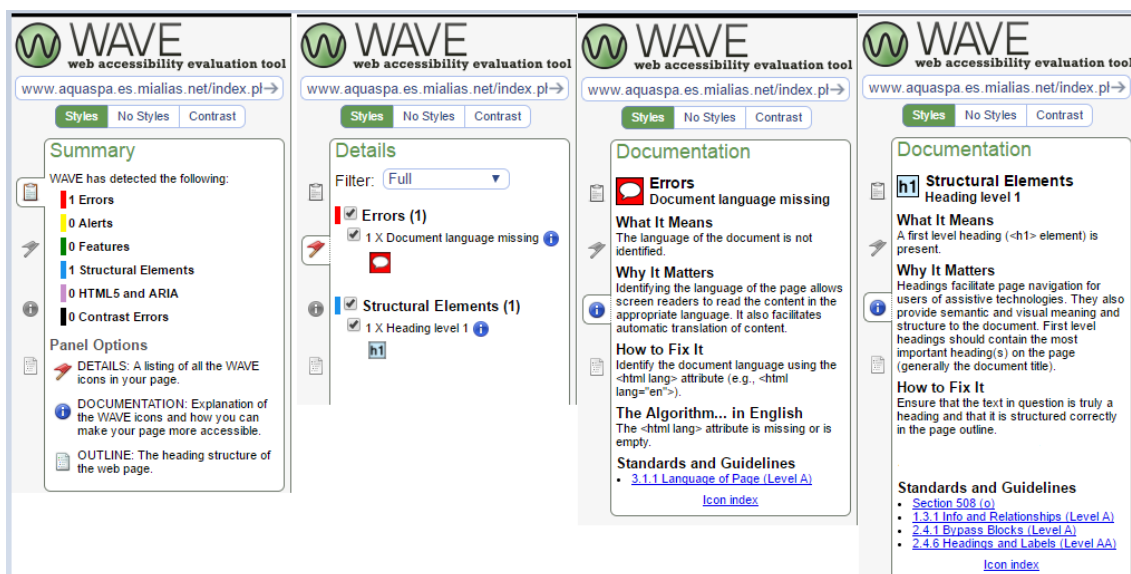 WAVE
web accessibility evaluation tool
www.aquaspa.es.mialias.net/index.pl
Styles No Styles Contrast
Summary
WAVE has detected the following:
1 Errors
0 Alerts
0 Features
1 Structural Elements
0 HTML5 and ARIA
0 Contrast Errors
Panel Options
DETAILS: A listing of all the WAVE
icons in your page.
DOCUMENTATION: Explanation of
the WAVE icons and how you can
make your page more accessible.
OUTLINE: The heading structure of
the web page.
WAVE
web accessibility evaluation tool
www.aquaspa.es.mialias.net/index.pl
Styles No Styles Contrast
Details
Filter: Full
Errors (1)
1 X Document language missing
Structural Elements (1)
1 X Heading level 1
h1
WAVE
web accessibility evaluation tool
www.aquaspa.es.mialias.net/index.pl
Styles No Styles Contrast
Documentation
Errors
Document language missing
What It Means
The language of the document is not
identified.
Why It Matters
Identifying the language of the page allows
screen readers to read the content in the
appropriate language. It also facilitates
automatic translation of content.
How to Fix It
Identify the document language using the
<html lang> attribute (e.g., <html
lang="en">).
The Algorithm... in English
The <html lang> attribute is missing or is
empty.
Standards and Guidelines
• 3.1.1 Language of Page (Level A)
Icon index
WAVE
web accessibility evaluation tool
www.aquaspa.es.mialias.net/index.pl
Styles No Styles Contrast
Documentation
h1 Structural Elements
Heading level 1
What It Means
A first level heading (<h1> element) is
present.
Why It Matters
Headings facilitate page navigation for
users of assistive technologies. They also
provide semantic and visual meaning and
structure to the document. First level
headings should contain the most
important heading(s) on the page
(generally the document title).
How to Fix It
Ensure that the text in question is truly a
heading and that it is structured correctly
in the page outline.
Standards and Guidelines
• Section 508 (o)
• 1.3.1 Info and Relationships (Level A)
• 2.4.1 Bypass Blocks (Level A)
• 2.4.6 Headings and Labels (Level AA)
Icon index